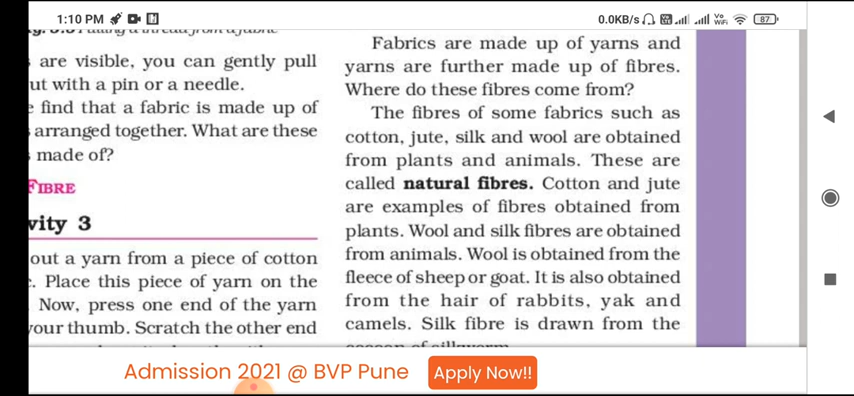 1:10 PM
0.0KB/s
Vo
WiFi
87
are visible, you can gently pull
ut with a pin or a needle.
e find that a fabric is made up of
arranged together. What are these
made of?
FIBRE
vity 3
out a yarn from a piece of cotton
Place this piece of yarn on the
Now, press one end of the yarn
your thumb. Scratch the other end
Fabrics are made up of yarns and
yarns are further made up of fibres.
Where do these fibres come from?
The fibres of some fabrics such as
cotton, jute, silk and wool are obtained
from plants and animals. These are
called natural fibres. Cotton and jute
are examples of fibres obtained from
plants. Wool and silk fibres are obtained
from animals. Wool is obtained from the
fleece of sheep or goat. It is also obtained
from the hair of rabbits, yak and
camels. Silk fibre is drawn from the
Admission 2021 @ BVP Pune
Apply Now!!